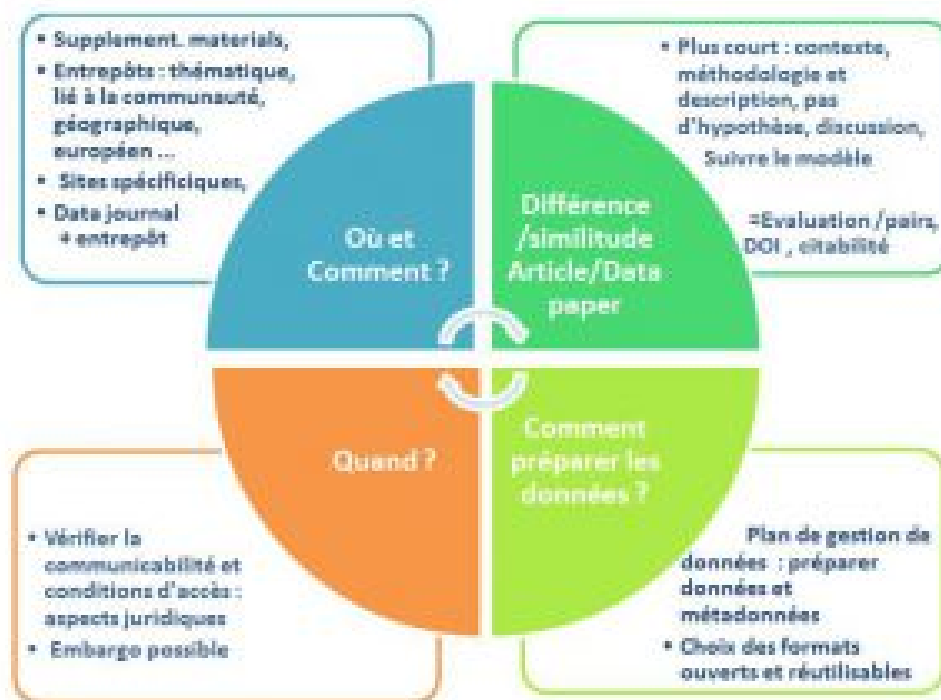 • Supplement. materials,
• Entrepôts : thématique,
lié à la communauté,
géographique,
européen ...
• Sites spécificiques,
• Data journal
+ entrepôt
Où et
Comment ?
• Plus court : contexte,
méthodologie et
description, pas
d'hypothèse, discussion,
Suivre le modèle
=Evaluation /pairs,
DOI , citabilité
Différence
/similitude
Article/Data
paper
Quand ?
• Vérifier la
communicabilité et
conditions d'accès :
aspects juridiques
• Embargo possible
Comment
préparer les
données ?
Plan de gestion de
données : préparer
données et
métadonnées
• Choix des formats
ouverts et réutilisables